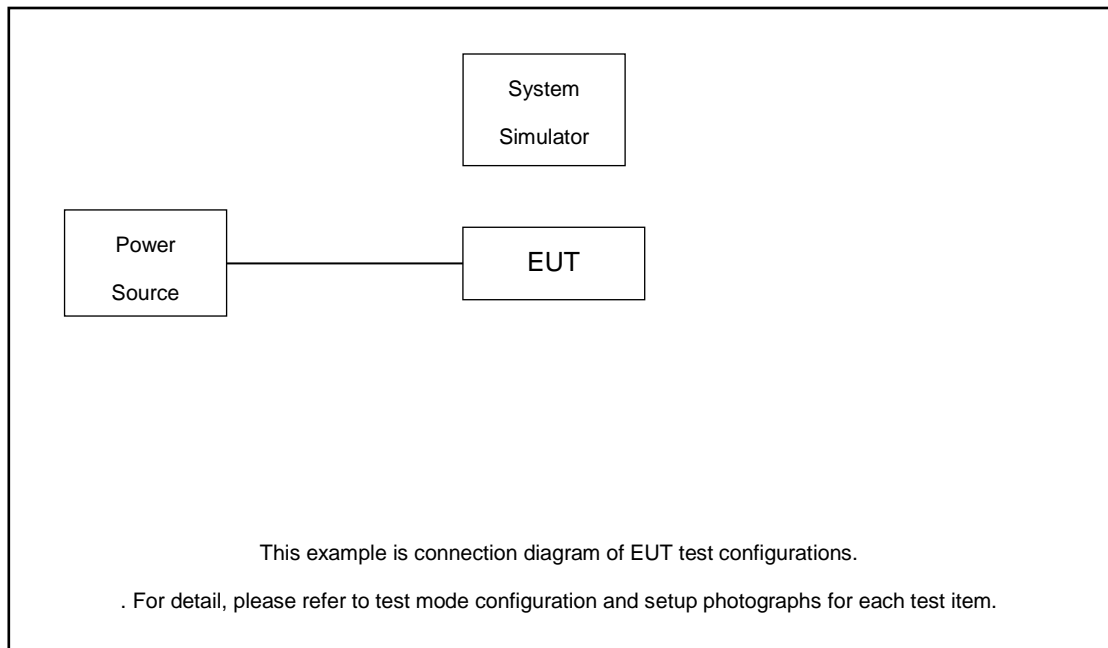 System
Simulator
Power
Source
EUT
This example is connection diagram of EUT test configurations.
. For detail, please refer to test mode configuration and setup photographs for each test item.